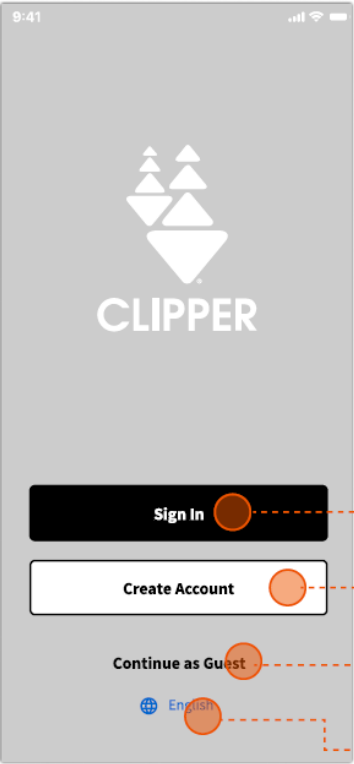 9:41
CLIPPER
Sign In
Create Account
Continue as Guest
English